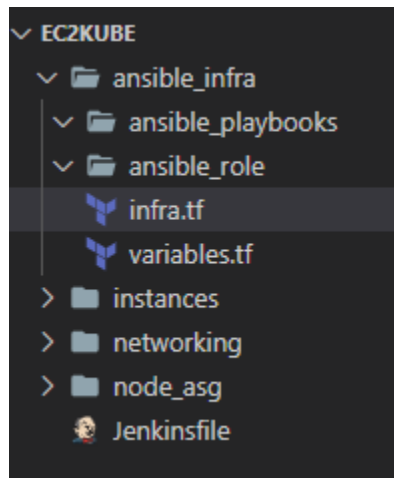 EC2KUBE
ansible_infra
ansible_playbooks
ansible_role
infra.tf
variables.tf
instances
networking
node_asg
Jenkinsfile